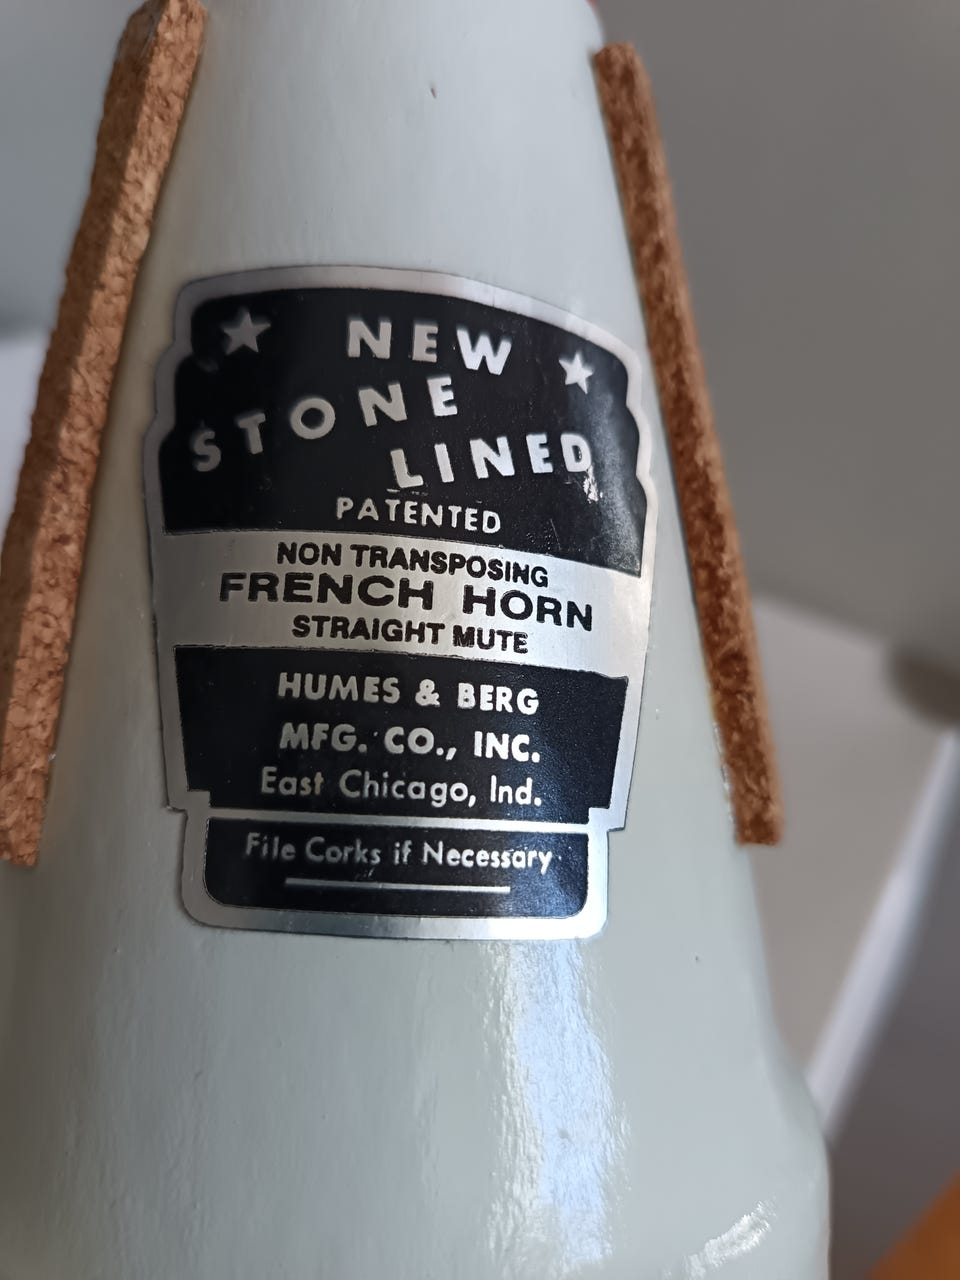 NEW
STONE
LINED
PATENTED
NON TRANSPOSING
FRENCH HORN
STRAIGHT MUTE
HUMES & BERG
MFG. CO., INC.
East Chicago, Ind.
File Corks if Necessary